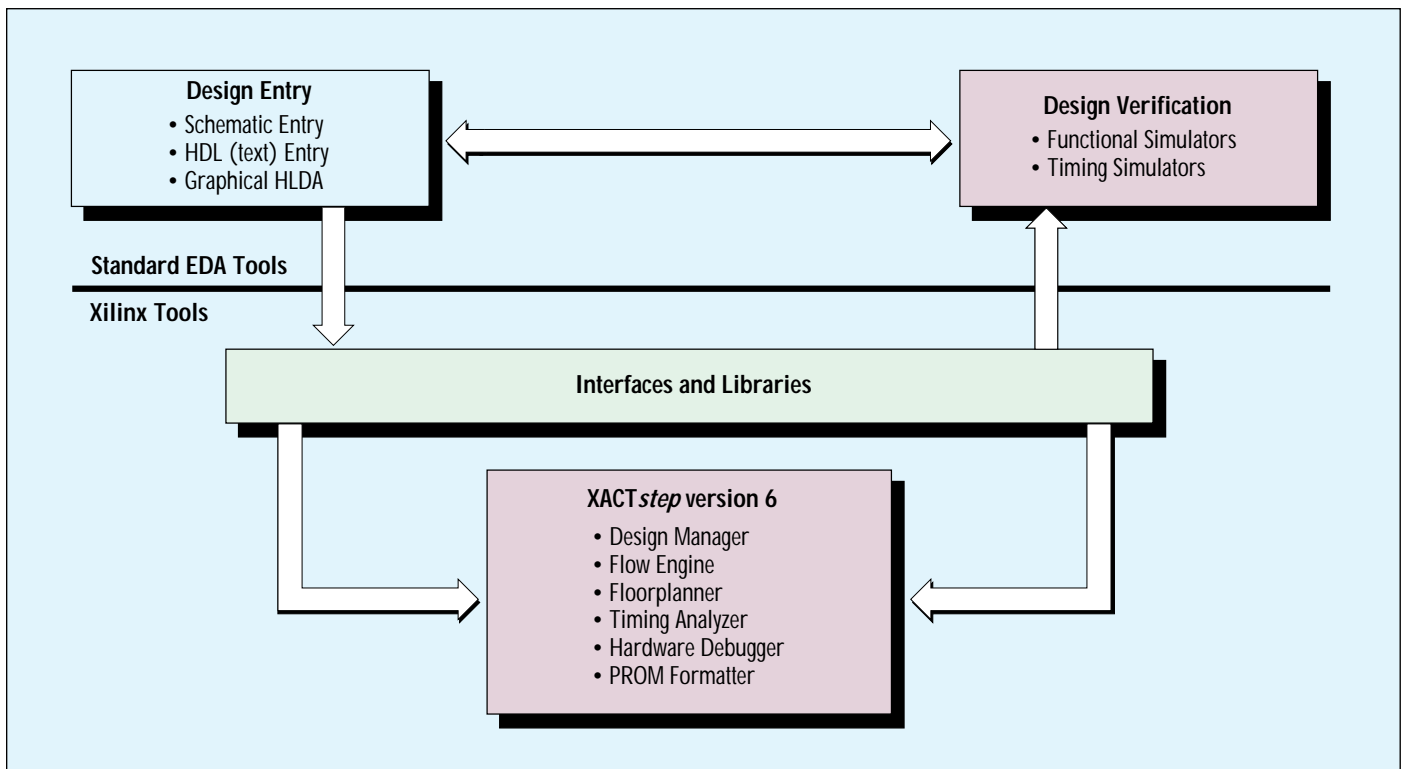 Design Entry
• Schematic Entry
• HDL (text) Entry
• Graphical HLDA
Design Verification
• Functional Simulators
• Timing Simulators
Standard EDA Tools
Xilinx Tools
Interfaces and Libraries
XACTstep version 6
• Design Manager
• Flow Engine
• Floorplanner
• Timing Analyzer
• Hardware Debugger
• PROM Formatter